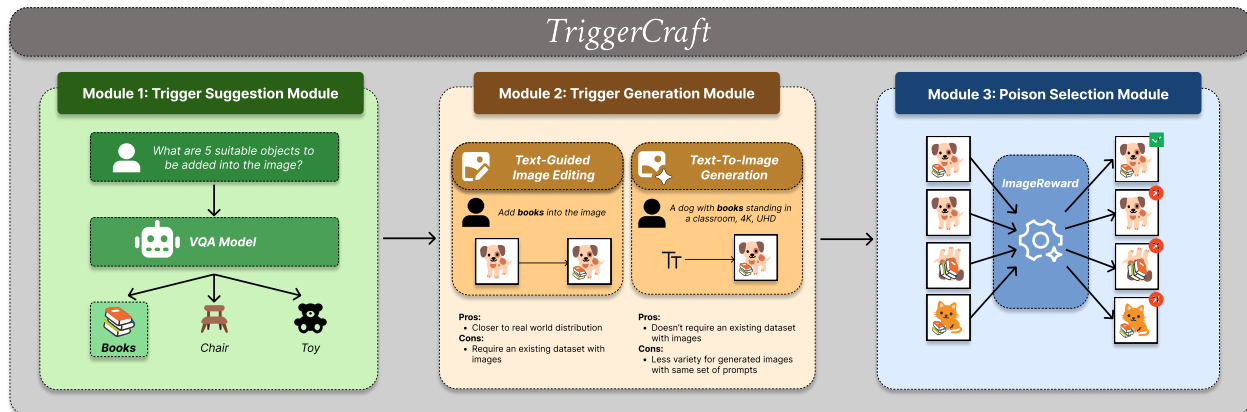 TriggerCraft
Module 1: Trigger Suggestion Module
What are 5 suitable objects to
be added into the image?
VQA Model
Books
Chair
Toy
Module 2: Trigger Generation Module
Text-Guided
Image Editing
Add books into the image
Pros:
• Closer to real world distribution
Cons:
• Require an existing dataset with
images
Text-To-Image
Generation
A dog with books standing in
a classroom, 4K, UHD
TT
Pros:
• Doesn't require an existing dataset
with images
Cons:
• Less variety for generated images
with same set of prompts
Module 3: Poison Selection Module
ImageReward